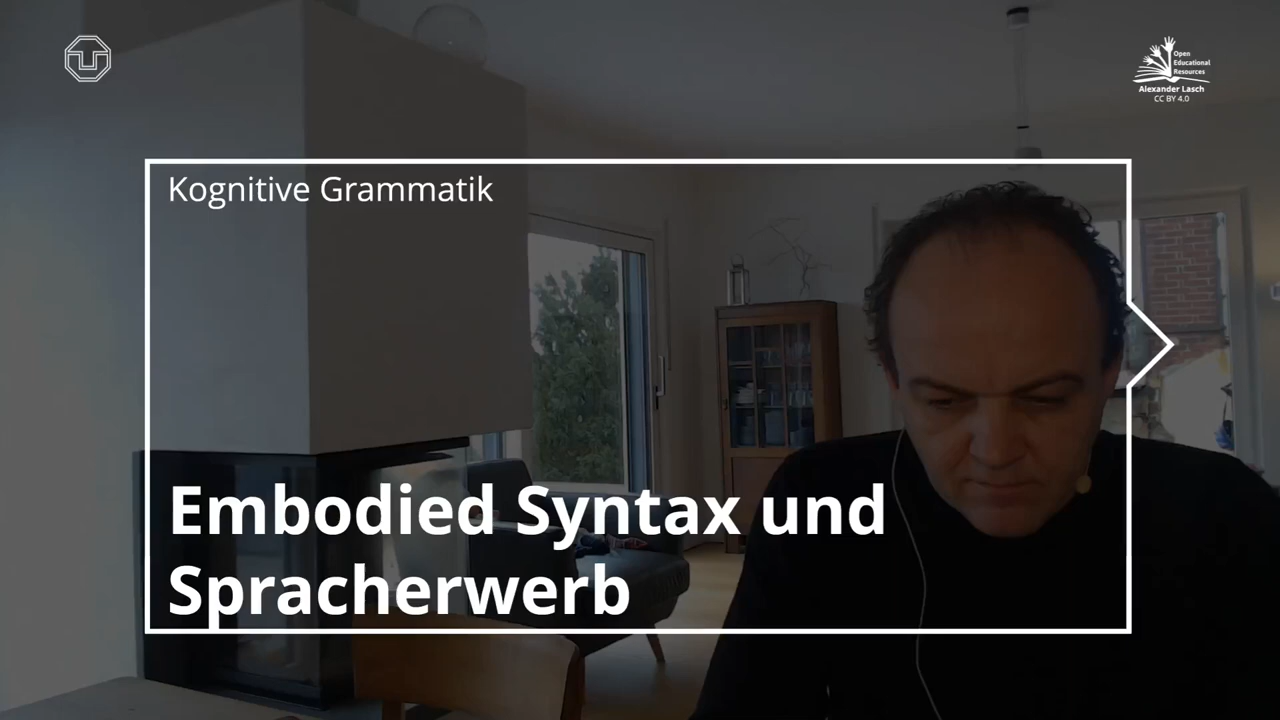 Open
Educational
Resources
Alexander Lasch
CC BY 4.0
Kognitive Grammatik
Embodied Syntax und
Spracherwerb